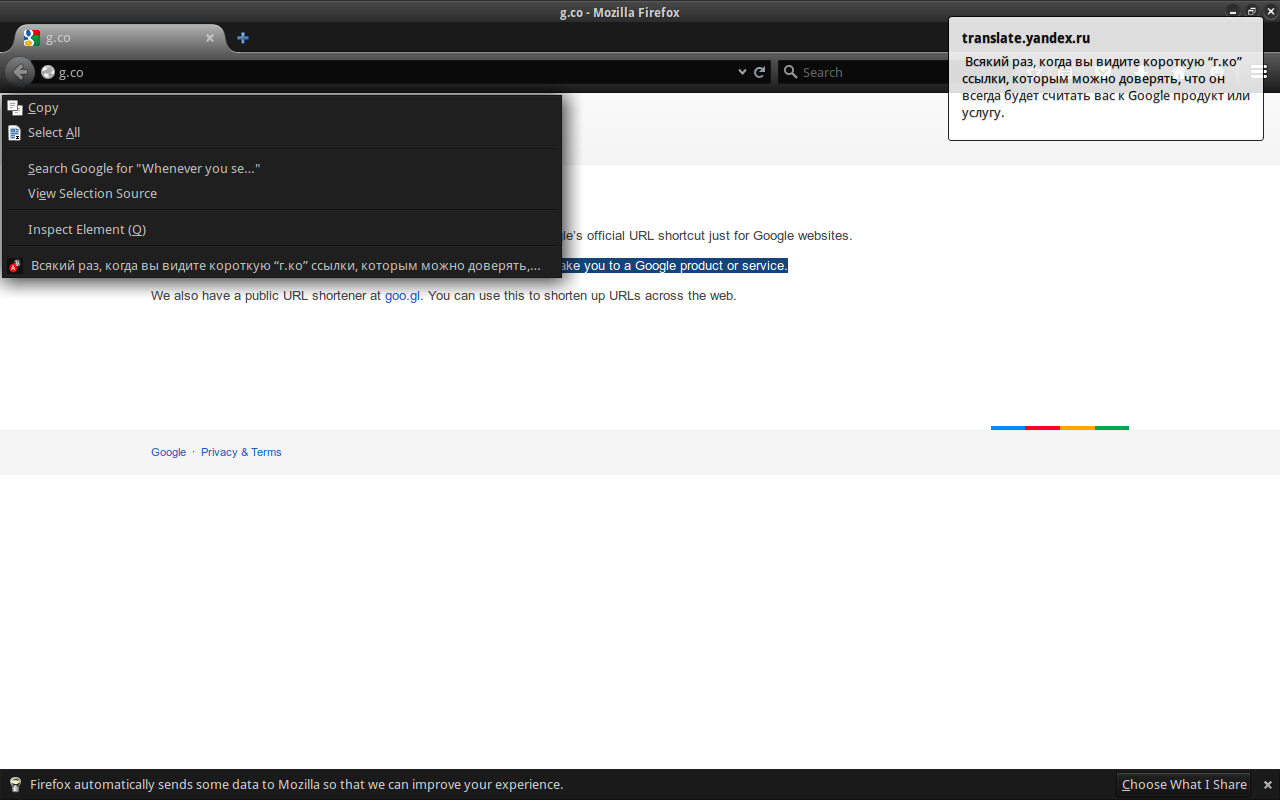 g.co - Mozilla Firefox
g.co
g.co
Search
translate.yandex.ru
Всякий раз, когда вы видите короткую “г.ко”
ссылки, которым можно доверять, что он
всегда будет считать вас к Google продукт или
услугу.
Copy
Select All
Search Google for "Whenever you se..."
View Selection Source
Inspect Element (Q)
Всякий раз, когда вы видите короткую “г.ко” ссылки, которым можно доверять,...
's official URL shortcut just for Google websites.
you to a Google product or service.
We also have a public URL shortener at goo.gl. You can use this to shorten up URLs across the web.
Google · Privacy & Terms
Firefox automatically sends some data to Mozilla so that we can improve your experience.
Choose What I Share